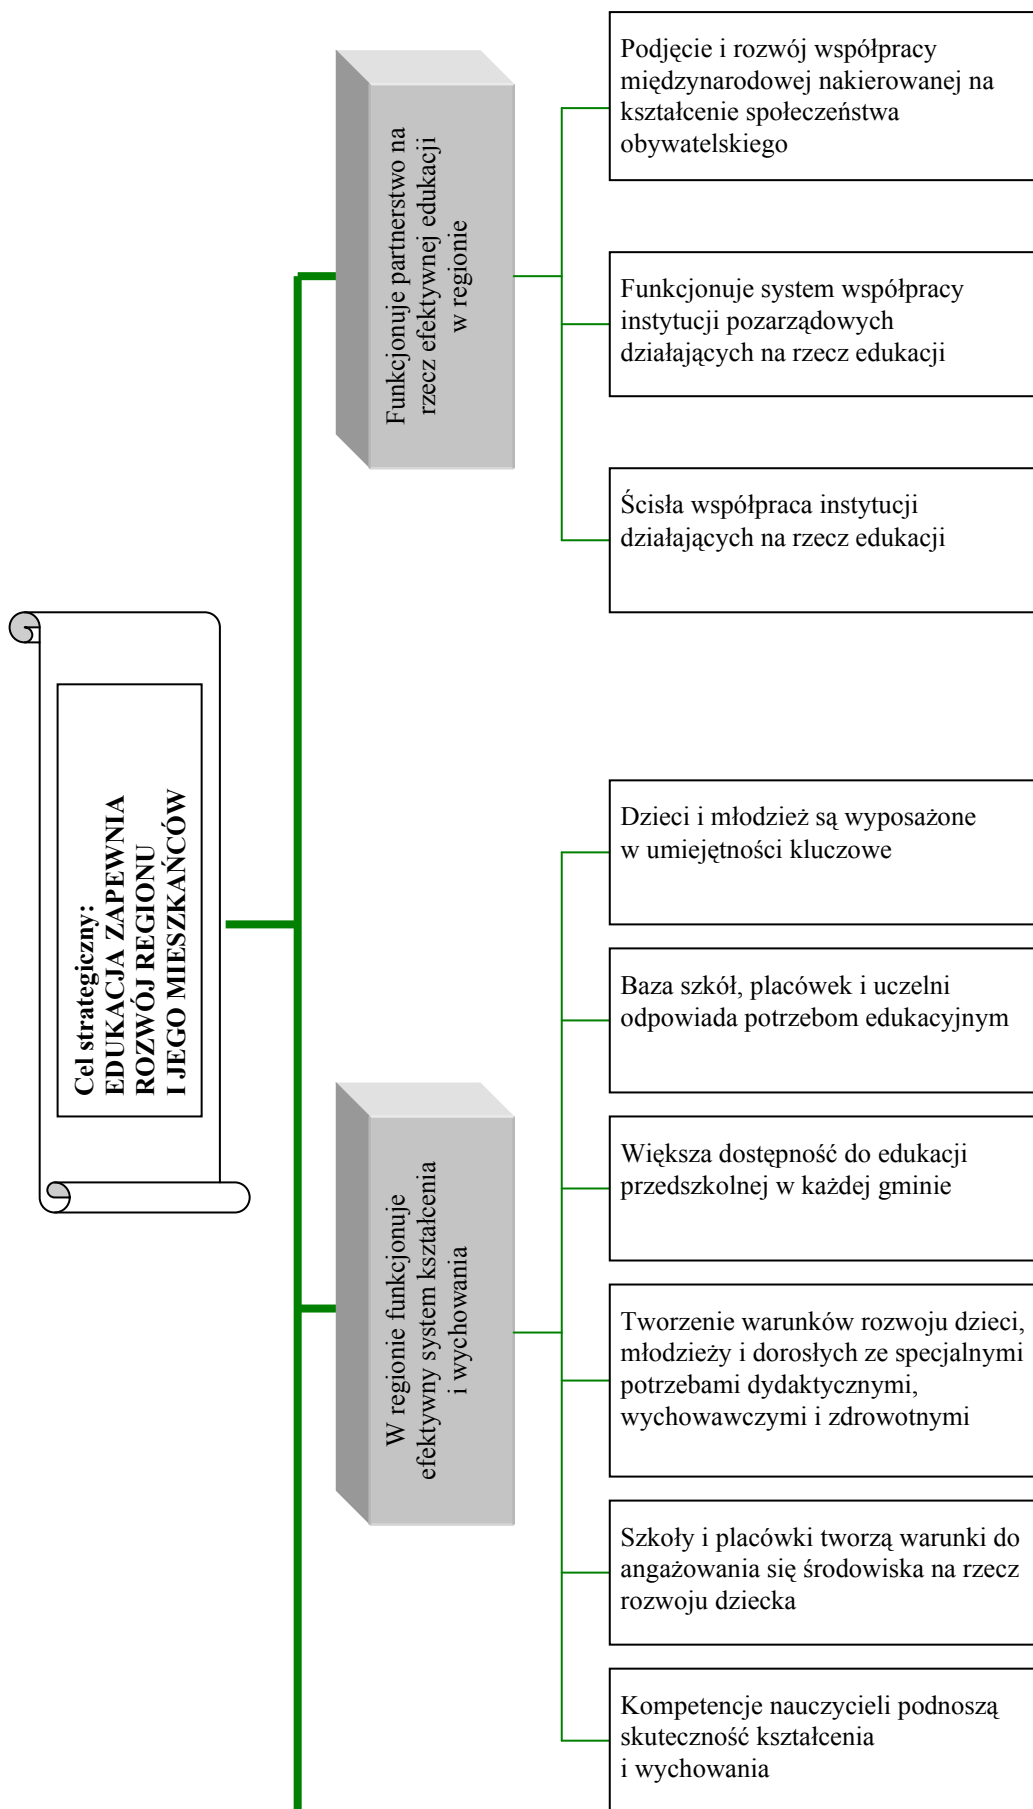 Cel strategiczny:
EDUKACJA ZAPEWNIA
ROZWÓJ REGIONU
I JEGO MIESZKAŃCÓW
Funkcjonuje partnerstwo na
rzecz efektywnej edukacji
w regionie
Podjęcie i rozwój współpracy
międzynarodowej nakierowanej na
kształcenie społeczeństwa
obywatelskiego
Funkcjonuje system współpracy
instytucji pozarządowych
działających na rzecz edukacji
Ścisła współpraca instytucji
działających na rzecz edukacji
W regionie funkcjonuje
efektywny system kształcenia
i wychowania
Dzieci i młodzież są wyposażone
w umiejętności kluczowe
Baza szkół, placówek i uczelni
odpowiada potrzebom edukacyjnym
Większa dostępność do edukacji
przedszkolnej w każdej gminie
Tworzenie warunków rozwoju dzieci,
młodzieży i dorosłych ze specjalnymi
potrzebami dydaktycznymi,
wychowawczymi i zdrowotnymi
Szkoły i placówki tworzą warunki do
angażowania się środowiska na rzecz
rozwoju dziecka
Kompetencje nauczycieli podnoszą
skuteczność kształcenia
i wychowania